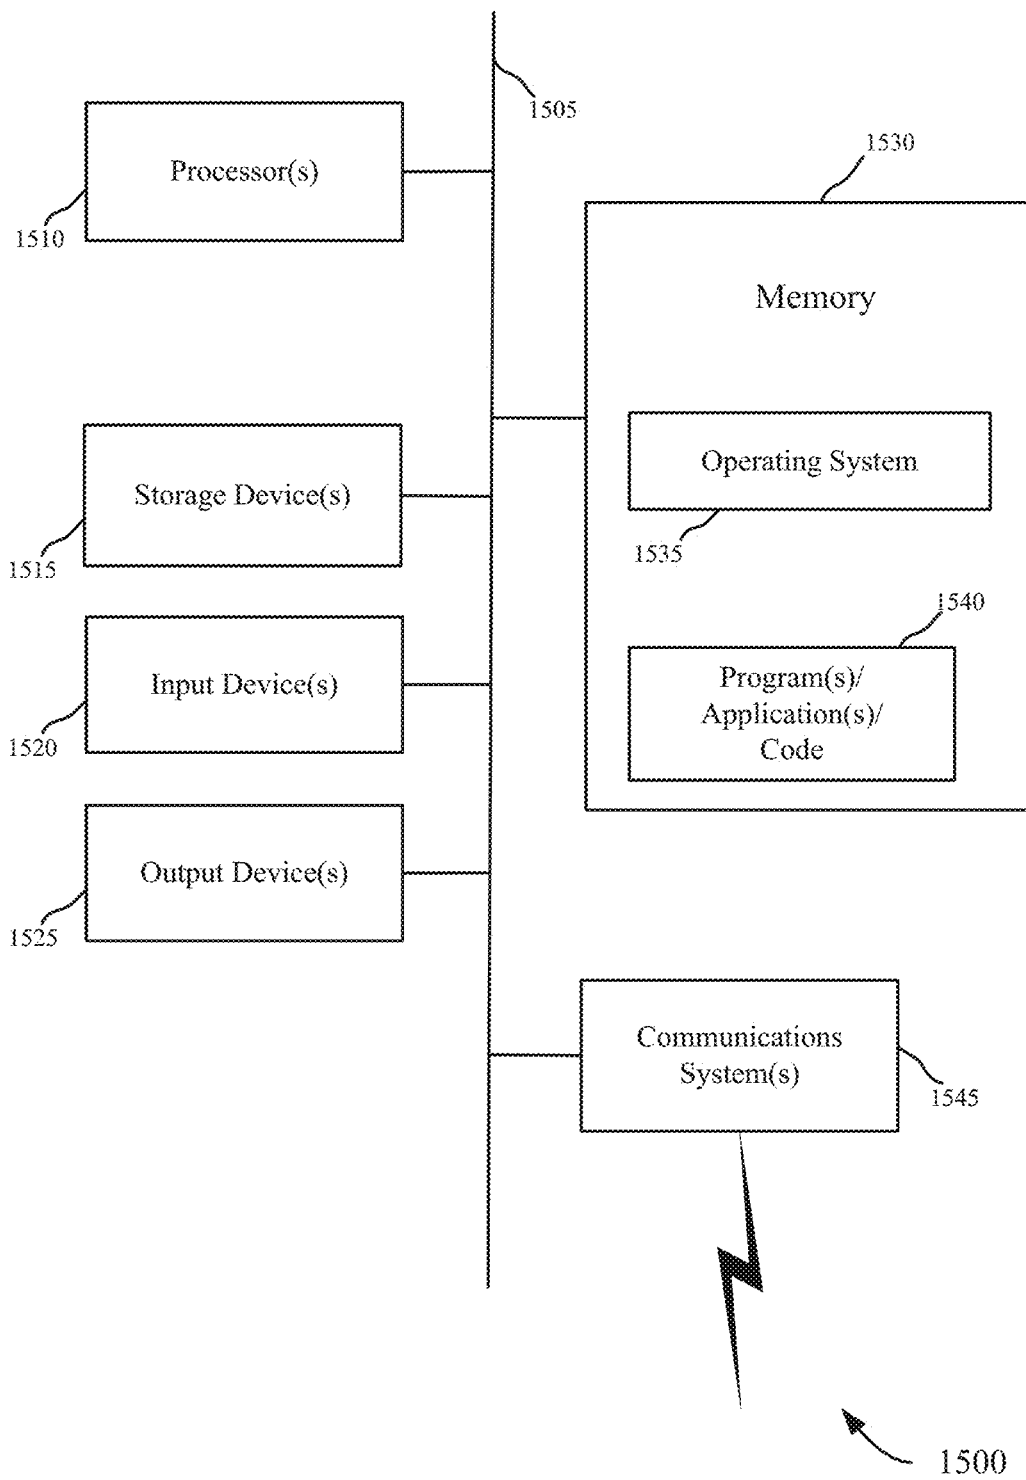 1505
Processor(s)
1510
1530
Memory
Storage Device(s)
1515
Operating System
1535
Input Device(s)
1520
1540
Program(s)/
Application(s)/
Code
Output Device(s)
1525
Communications
System(s)
1545
1500